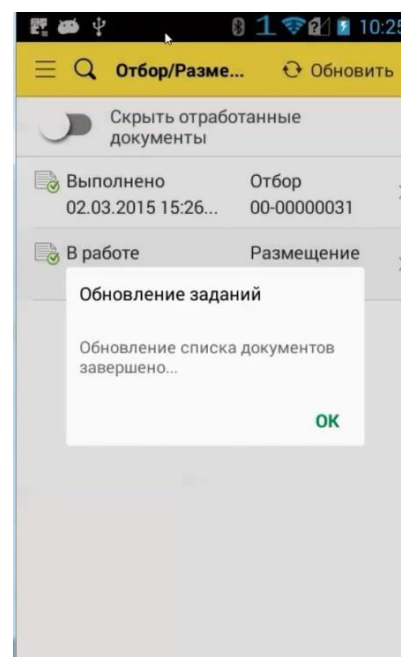 1 10:25
Отбор/Разме... Обновить
Скрыть отработанные
документы
Выполнено Отбор
02.03.2015 15:26... 00-00000031
В работе Размещение
Обновление заданий
Обновление списка документов
завершено...
ОК